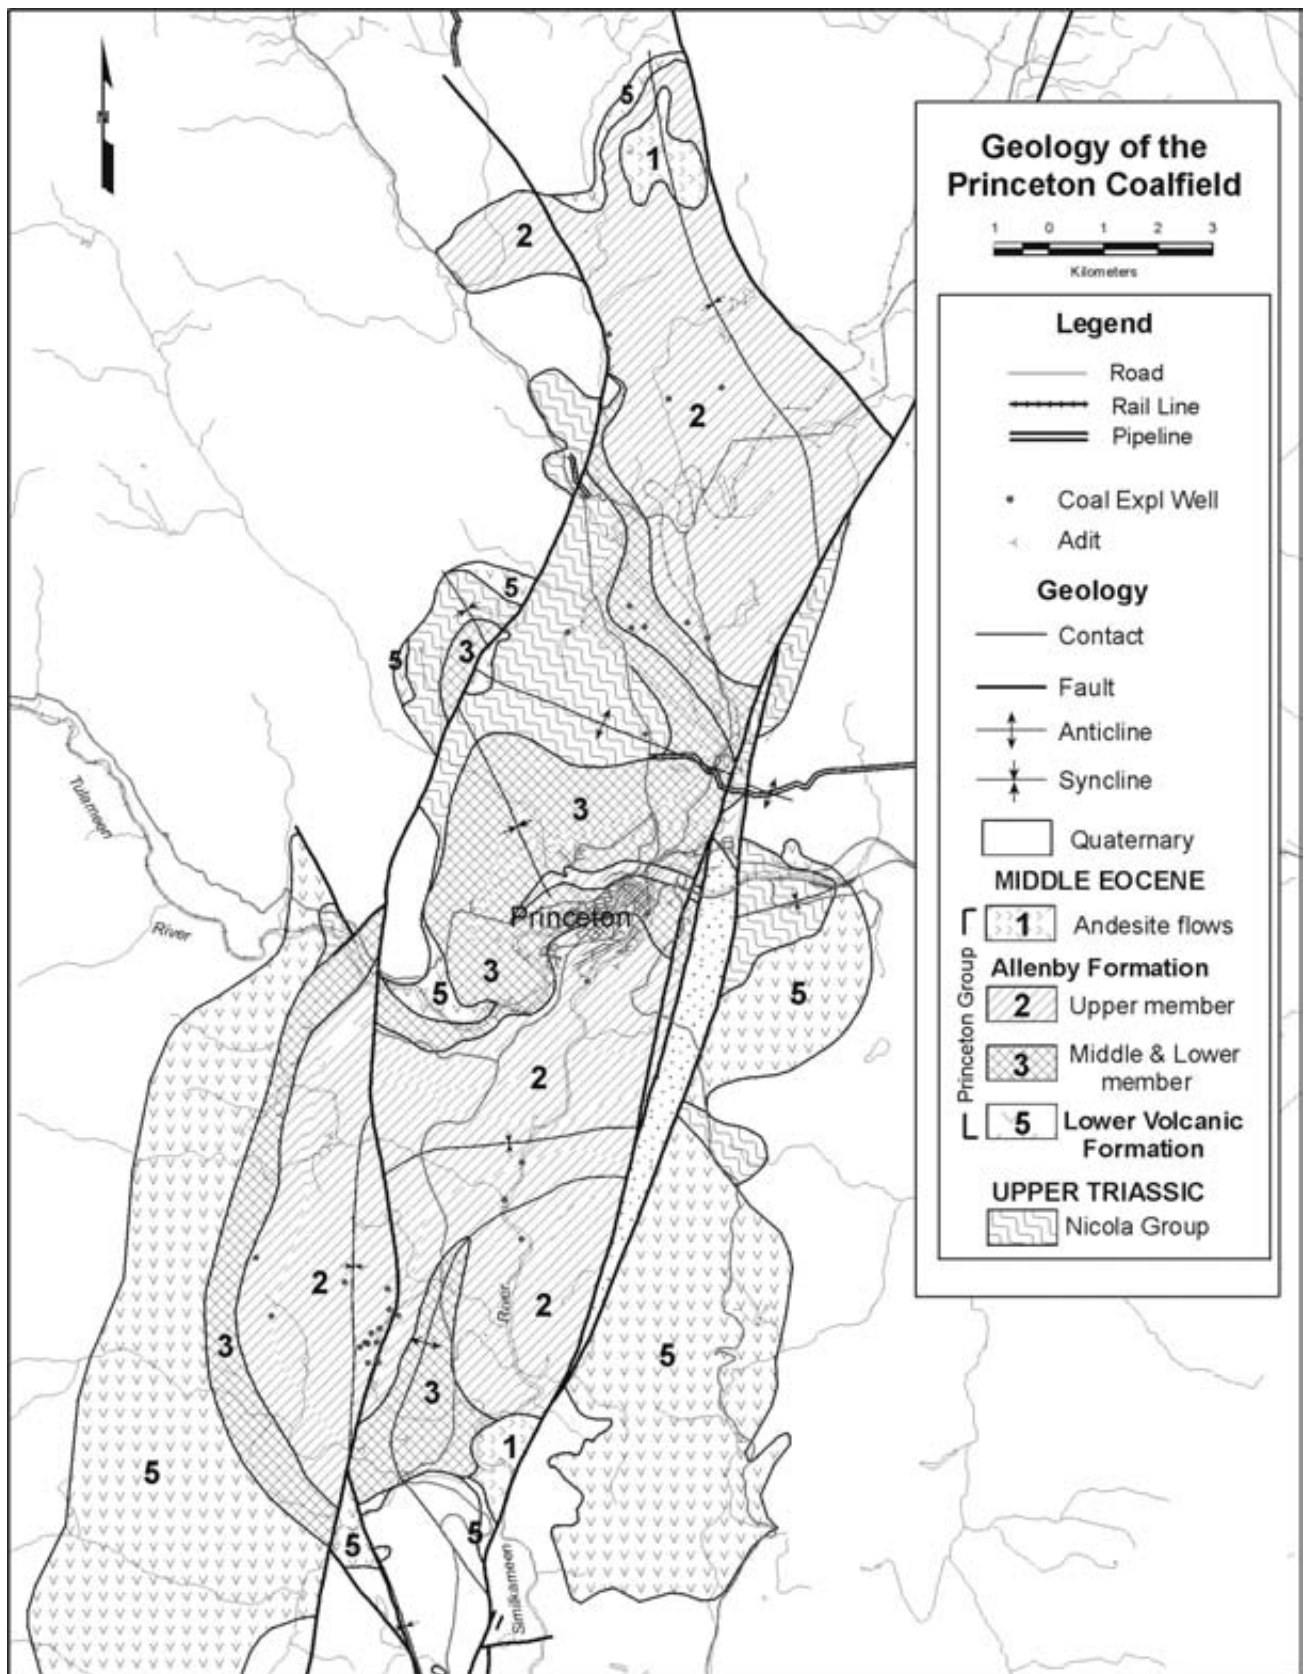 Geology of the
Princeton Coalfield
1 0 1 2 3
Kilometers
Legend
Road
Rail Line
Pipeline
Coal Expl Well
Adit
Geology
Contact
Fault
Anticline
Syncline
Quaternary
MIDDLE EOCENE
Princeton Group
1 Andesite flows
Allenby Formation
2 Upper member
3 Middle & Lower
member
5 Lower Volcanic
Formation
UPPER TRIASSIC
Nicola Group
5
1
2
2
5
3
5
3
Tulameen
River
Princeton
3
5
5
2
2
2
River
3
5
3
1
5
5
5
Similkameen